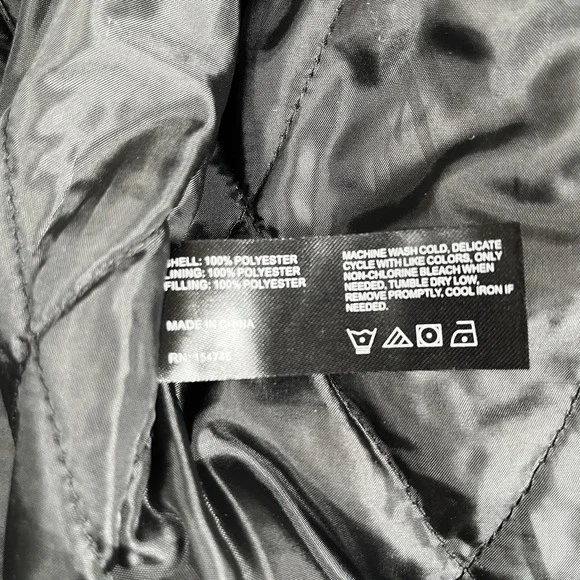 SHELL: 100% POLYESTER
LINING: 100% POLYESTER
FILLING: 100% POLYESTER
MADE IN CHINA
RN: 154746
MACHINE WASH COLD, DELICATE
CYCLE WITH LIKE COLORS, ONLY
NON-CHLORINE BLEACH WHEN
NEEDED, TUMBLE DRY LOW,
REMOVE PROMPTLY. COOL IRON IF
NEEDED.